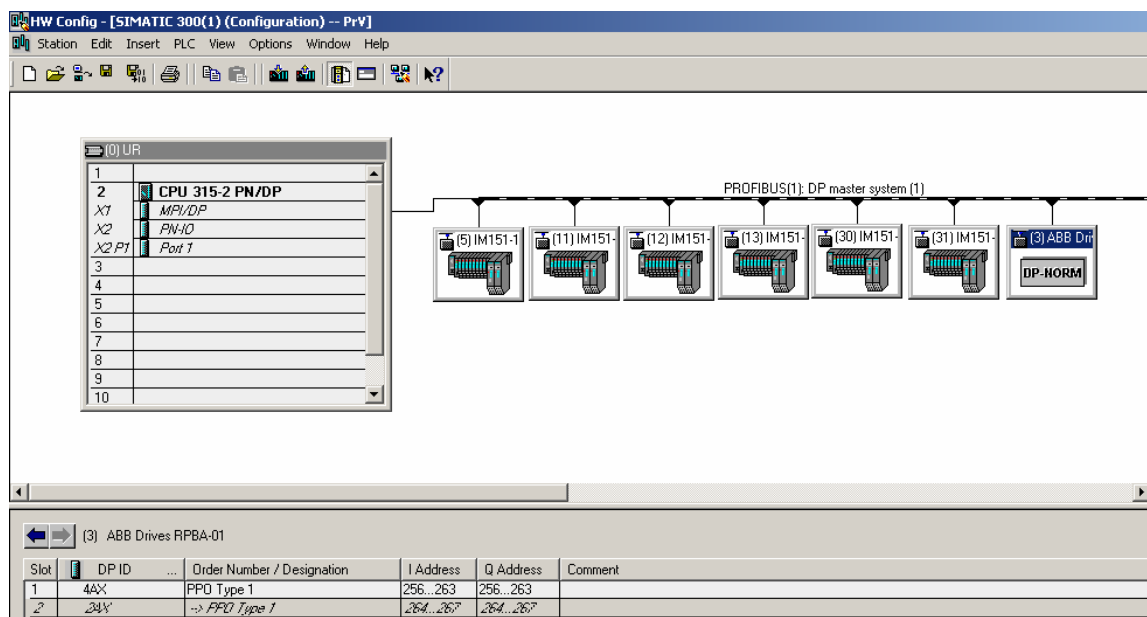 HW Config - [SIMATIC 300(1) (Configuration) -- PrV]
Station Edit Insert PLC View Options Window Help
(0) UR
1
2 CPU 315-2 PN/DP
X1 MPI/DP
X2 PN-IO
X2 P1 Port 1
3
4
5
6
7
8
9
10
PROFIBUS(1): DP master system (1)
(5) IM151-1
(11) IM151-
(12) IM151-
(13) IM151-
(30) IM151-
(31) IM151-
(3) ABB Dri
DP-NORM
(3) ABB Drives RPBA-01
Slot DP ID ... Order Number / Designation I Address Q Address Comment
1 4AX PPO Type 1 256...263 256...263
2 2AX --> PPO Type 1 264...267 264...267